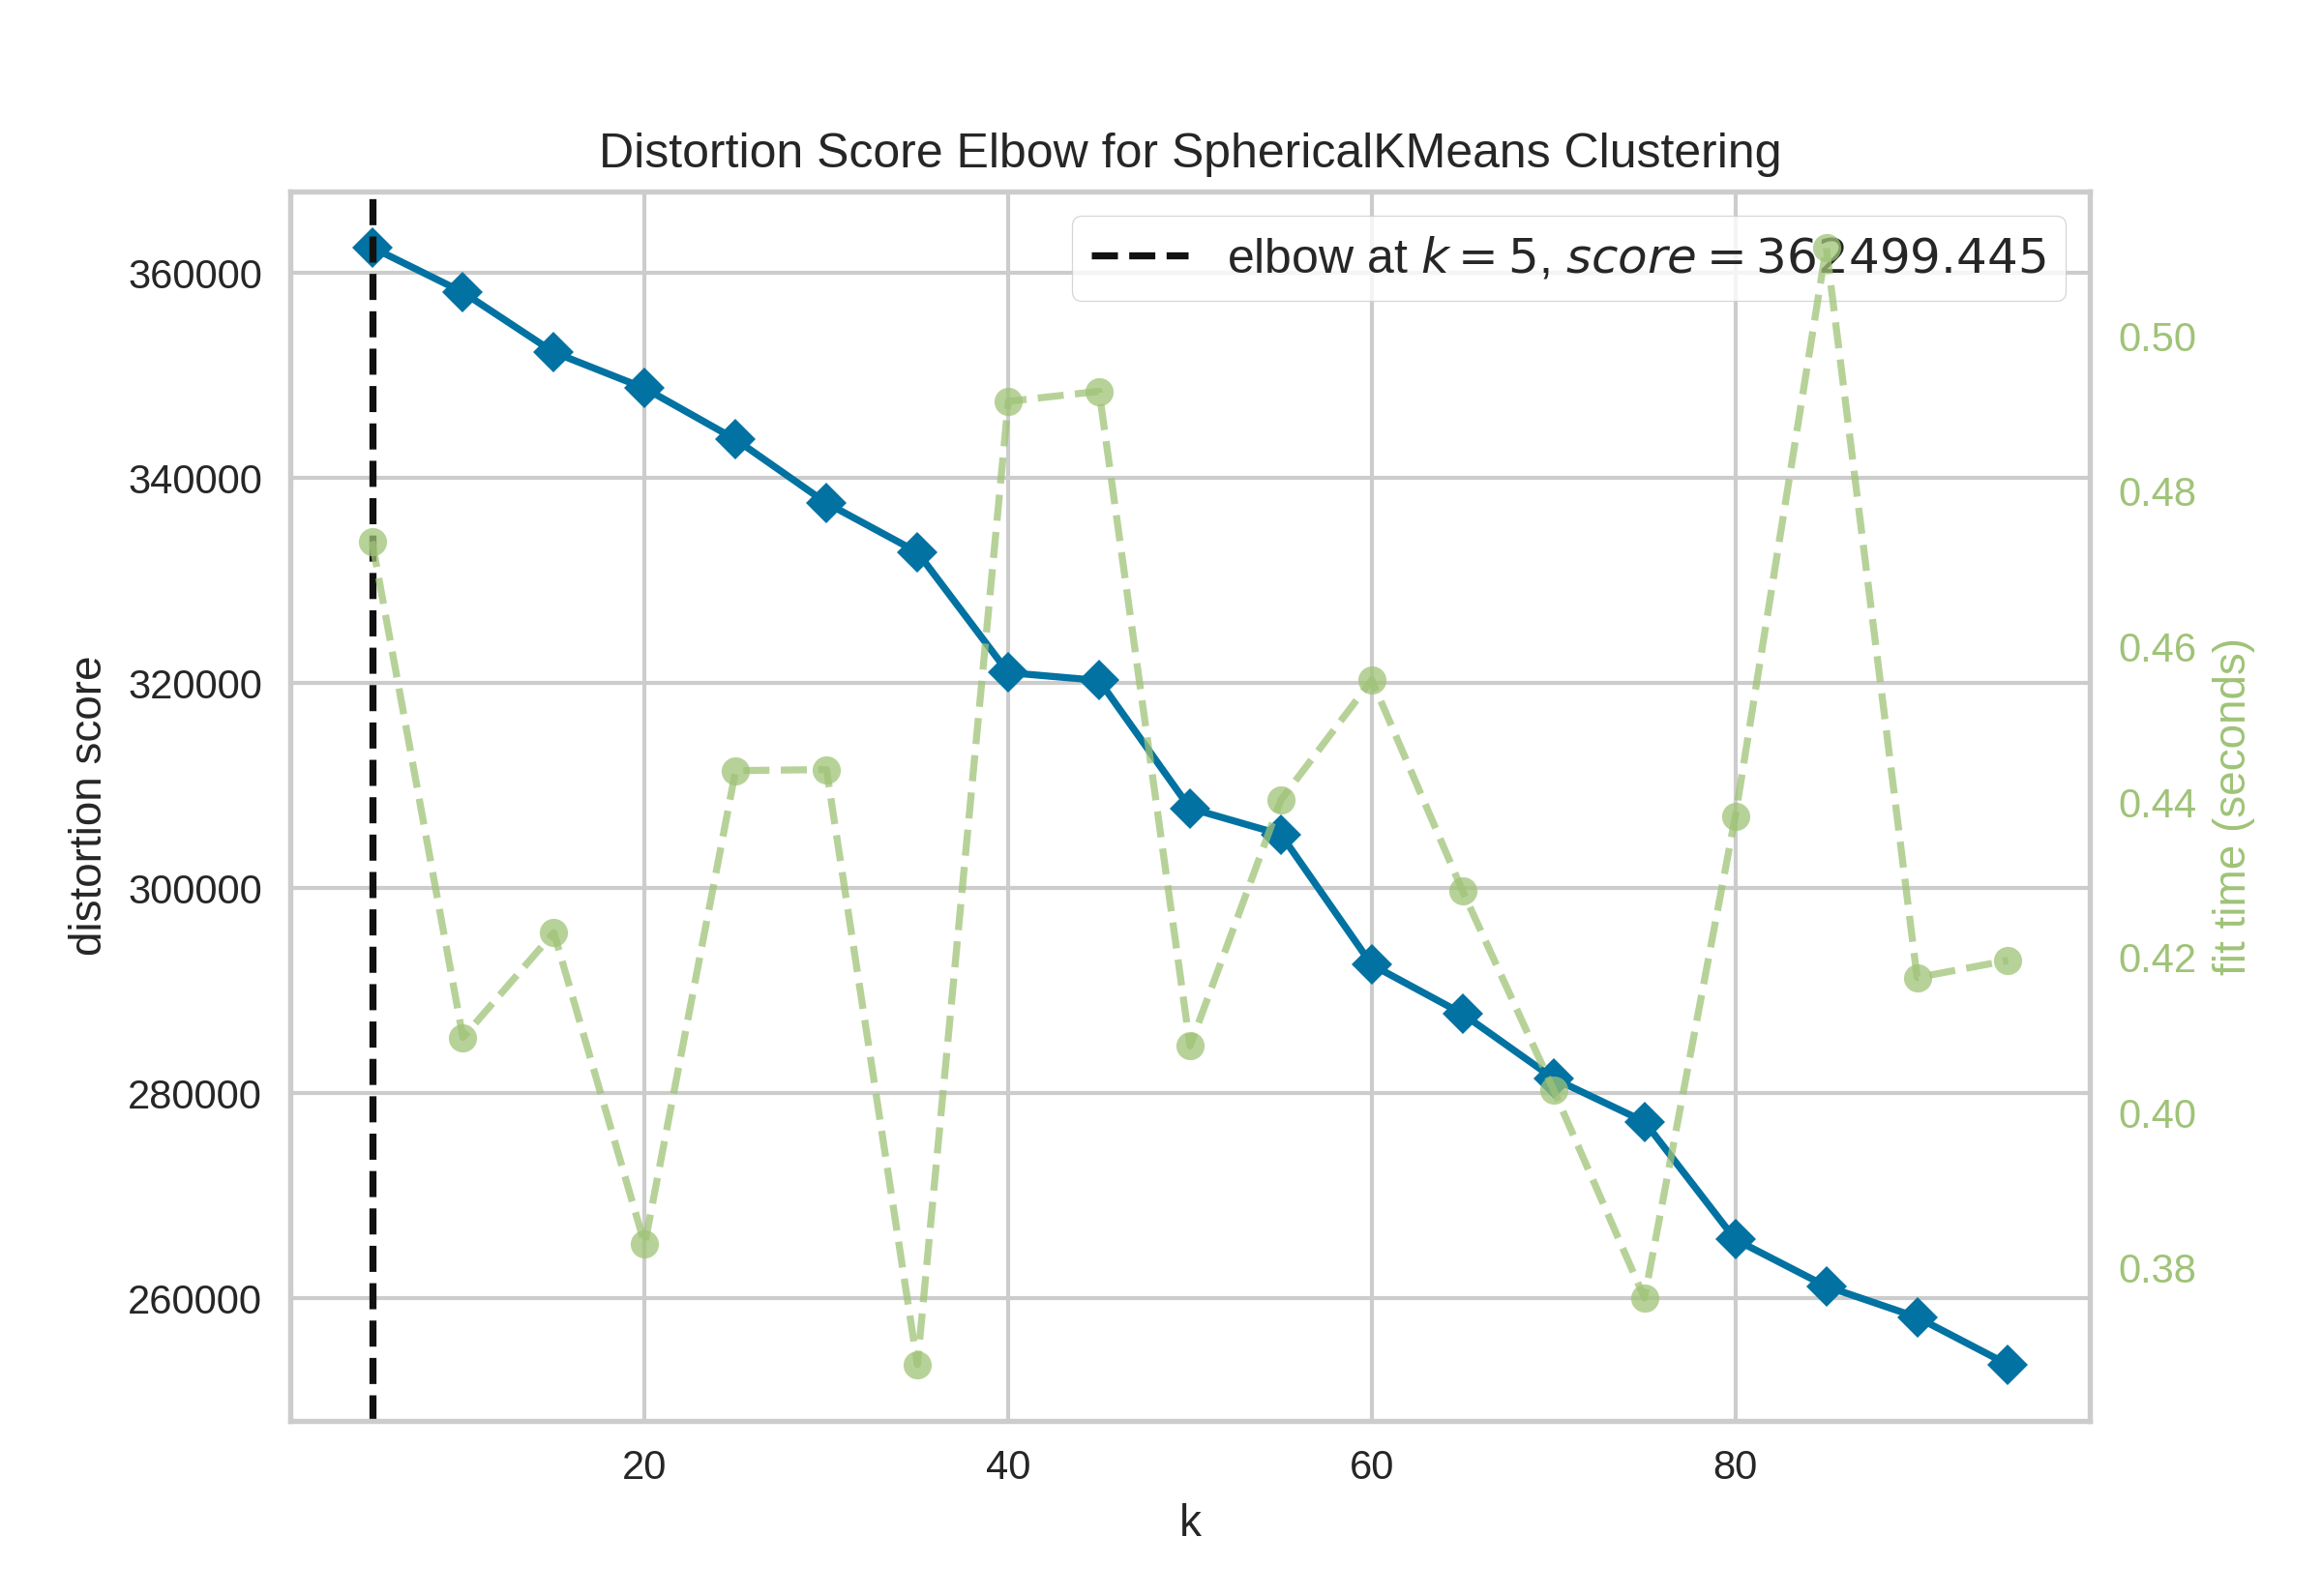 Distortion Score Elbow for SphericalKMeans Clustering
elbow at k = 5, score = 362499.445
distortion score
360000
340000
320000
300000
280000
260000
0.50
0.48
0.46
0.44
0.42
0.40
0.38
fit time (seconds)
20 40 60 80
k